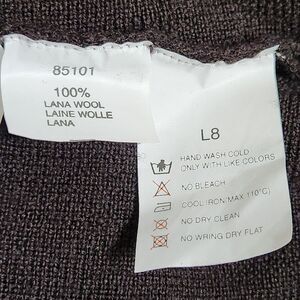 85101
100%
LANA WOOL
LAINE WOLLE
LANA
L8
HAND WASH COLD
ONLY WITH LIKE COLORS
NO BLEACH
COOL IRON(MAX 110°C)
NO DRY CLEAN
NO WRING DRY FLAT